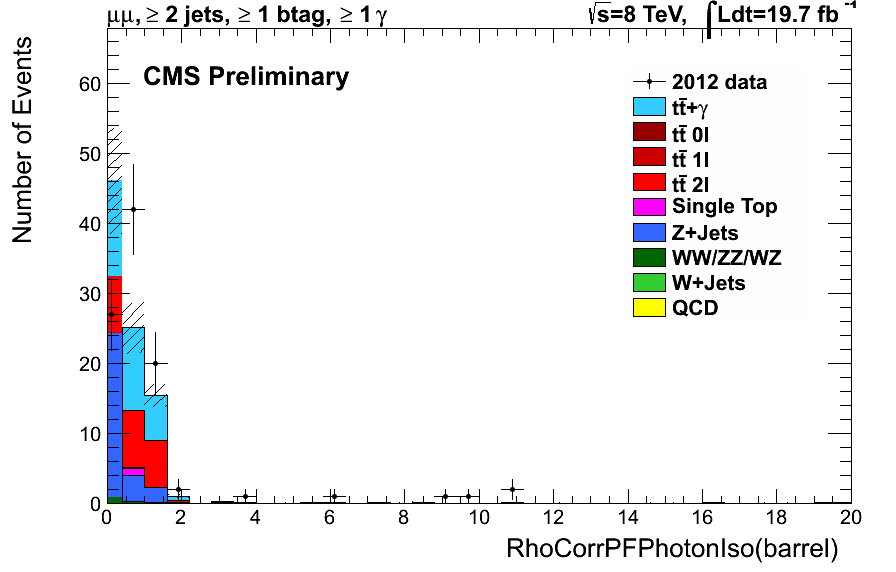 μμ, ≥ 2 jets, ≥ 1 btag, ≥ 1 γ
√s=8 TeV, ∫Ldt=19.7 fb⁻¹
CMS Preliminary
2012 data
tt̄+γ
tt̄ 0l
tt̄ 1l
tt̄ 2l
Single Top
Z+Jets
WW/ZZ/WZ
W+Jets
QCD
Number of Events
60
50
40
30
20
10
0
0 2 4 6 8 10 12 14 16 18 20
RhoCorrPFPhotonIso(barrel)